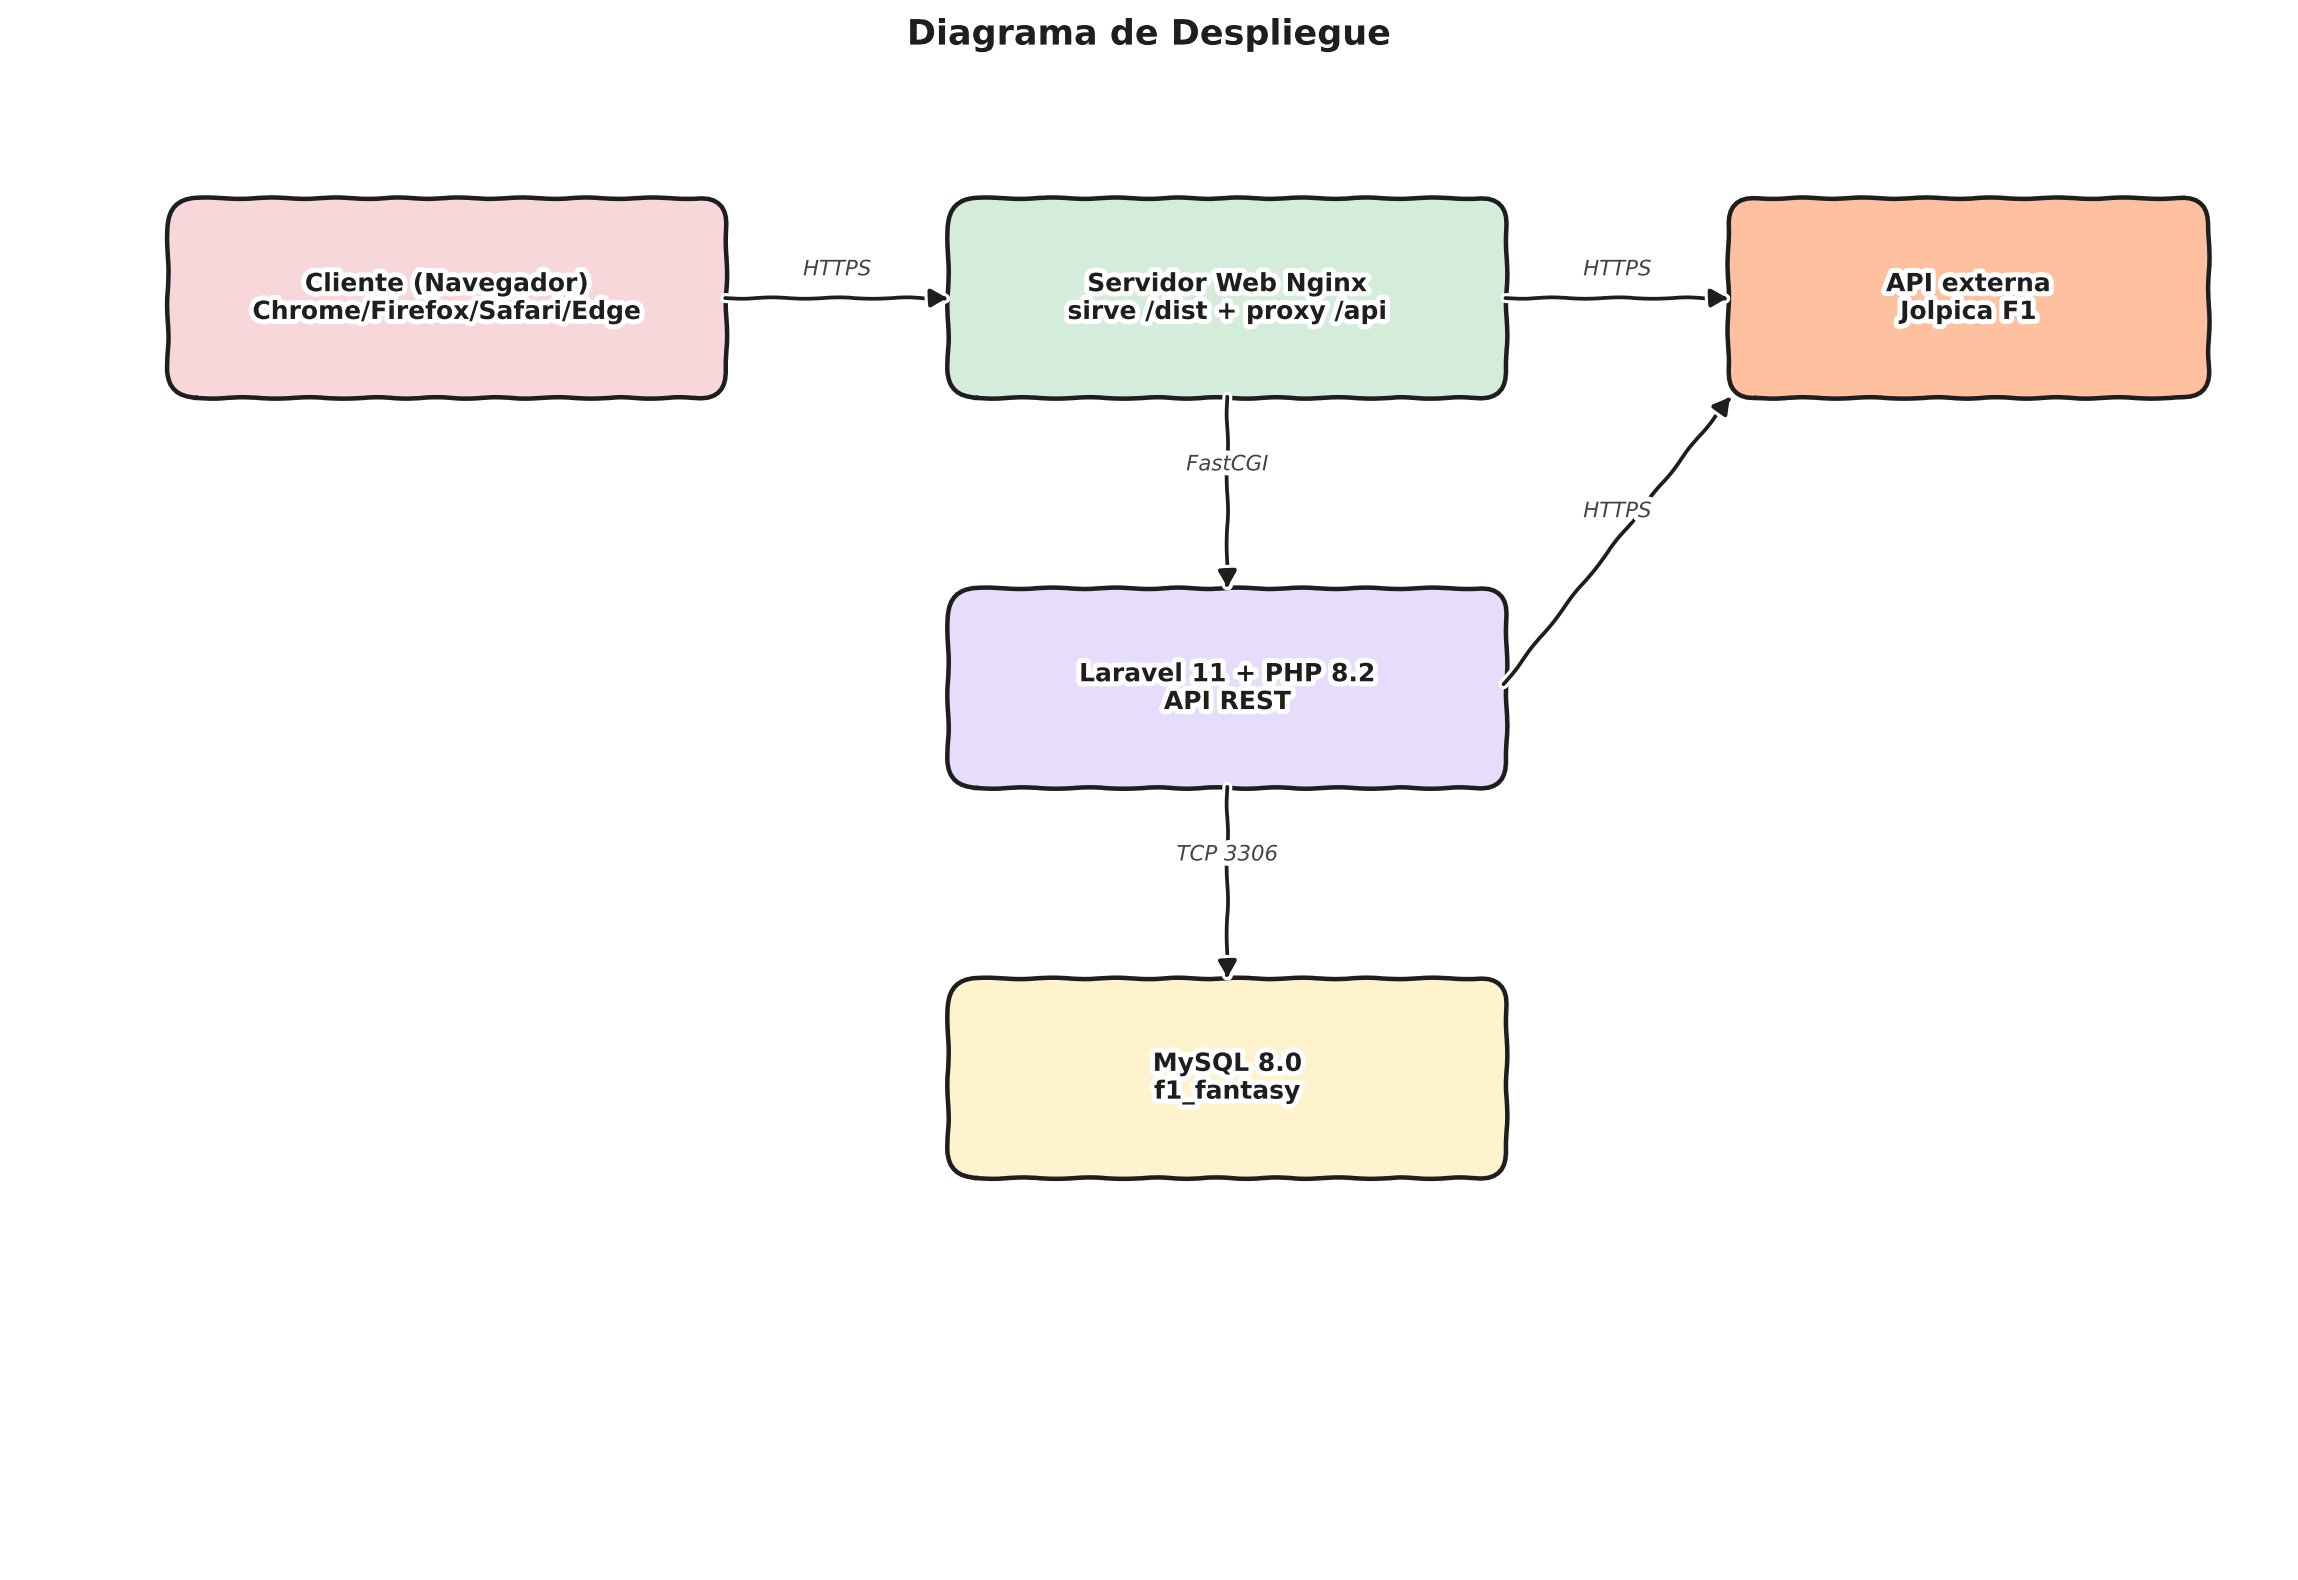 Diagrama de Despliegue
Cliente (Navegador)
Chrome/Firefox/Safari/Edge
HTTPS
Servidor Web Nginx
sirve /dist + proxy /api
HTTPS
API externa
Jolpica F1
FastCGI
HTTPS
Laravel 11 + PHP 8.2
API REST
TCP 3306
MySQL 8.0
f1_fantasy